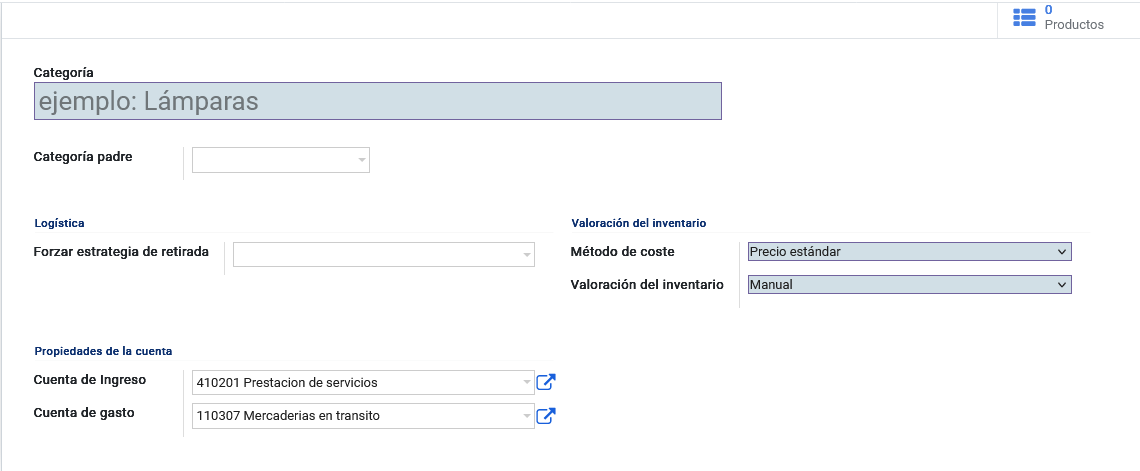 0
Productos
Categoría
ejemplo: Lámparas
Categoría padre
Logística
Forzar estrategia de retirada
Valoración del inventario
Método de coste
Precio estándar
Valoración del inventario
Manual
Propiedades de la cuenta
Cuenta de Ingreso
410201 Prestacion de servicios
Cuenta de gasto
110307 Mercaderias en transito